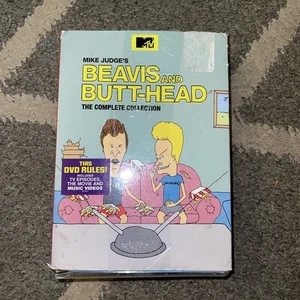 MTV
MIKE JUDGE'S
BEAVIS AND
BUTT-HEAD
THE COMPLETE COLLECTION
THIS
DVD RULES!
INCLUDES
TV EPISODES,
THE MOVIE AND
MUSIC VIDEOS